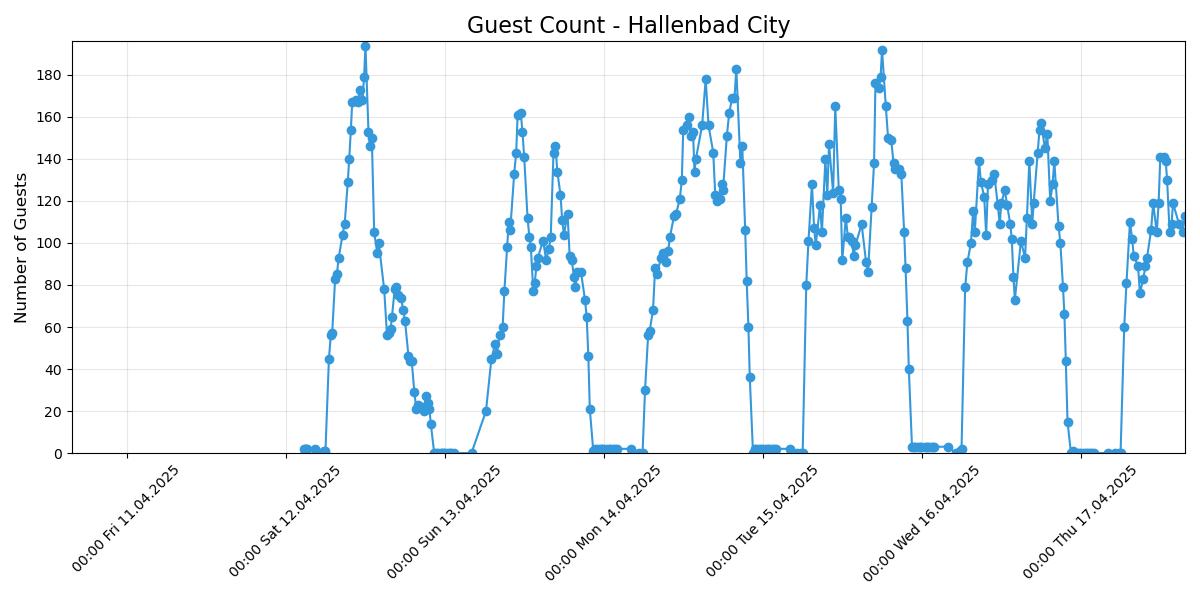 Guest Count - Hallenbad City
Number of Guests
180
160
140
120
100
80
60
40
20
0
00:00 Fri 11.04.2025
00:00 Sat 12.04.2025
00:00 Sun 13.04.2025
00:00 Mon 14.04.2025
00:00 Tue 15.04.2025
00:00 Wed 16.04.2025
00:00 Thu 17.04.2025